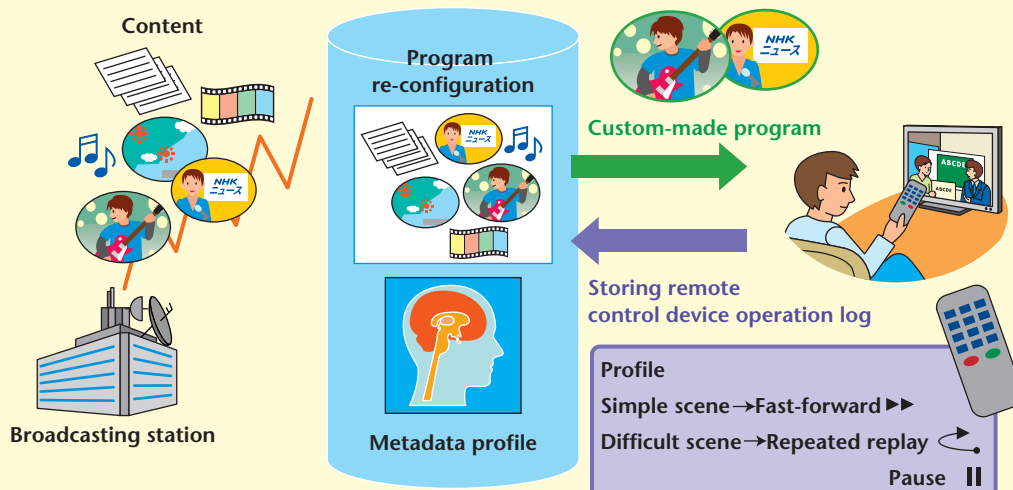 Content
NHK
ニュース
Broadcasting station
Program
re-configuration
NHK
ニュース
Metadata profile
NHK
ニュース
Custom-made program
ABCDE
ABCDE
Storing remote
control device operation log
Profile
Simple scene→Fast-forward ►►
Difficult scene→Repeated replay
Pause